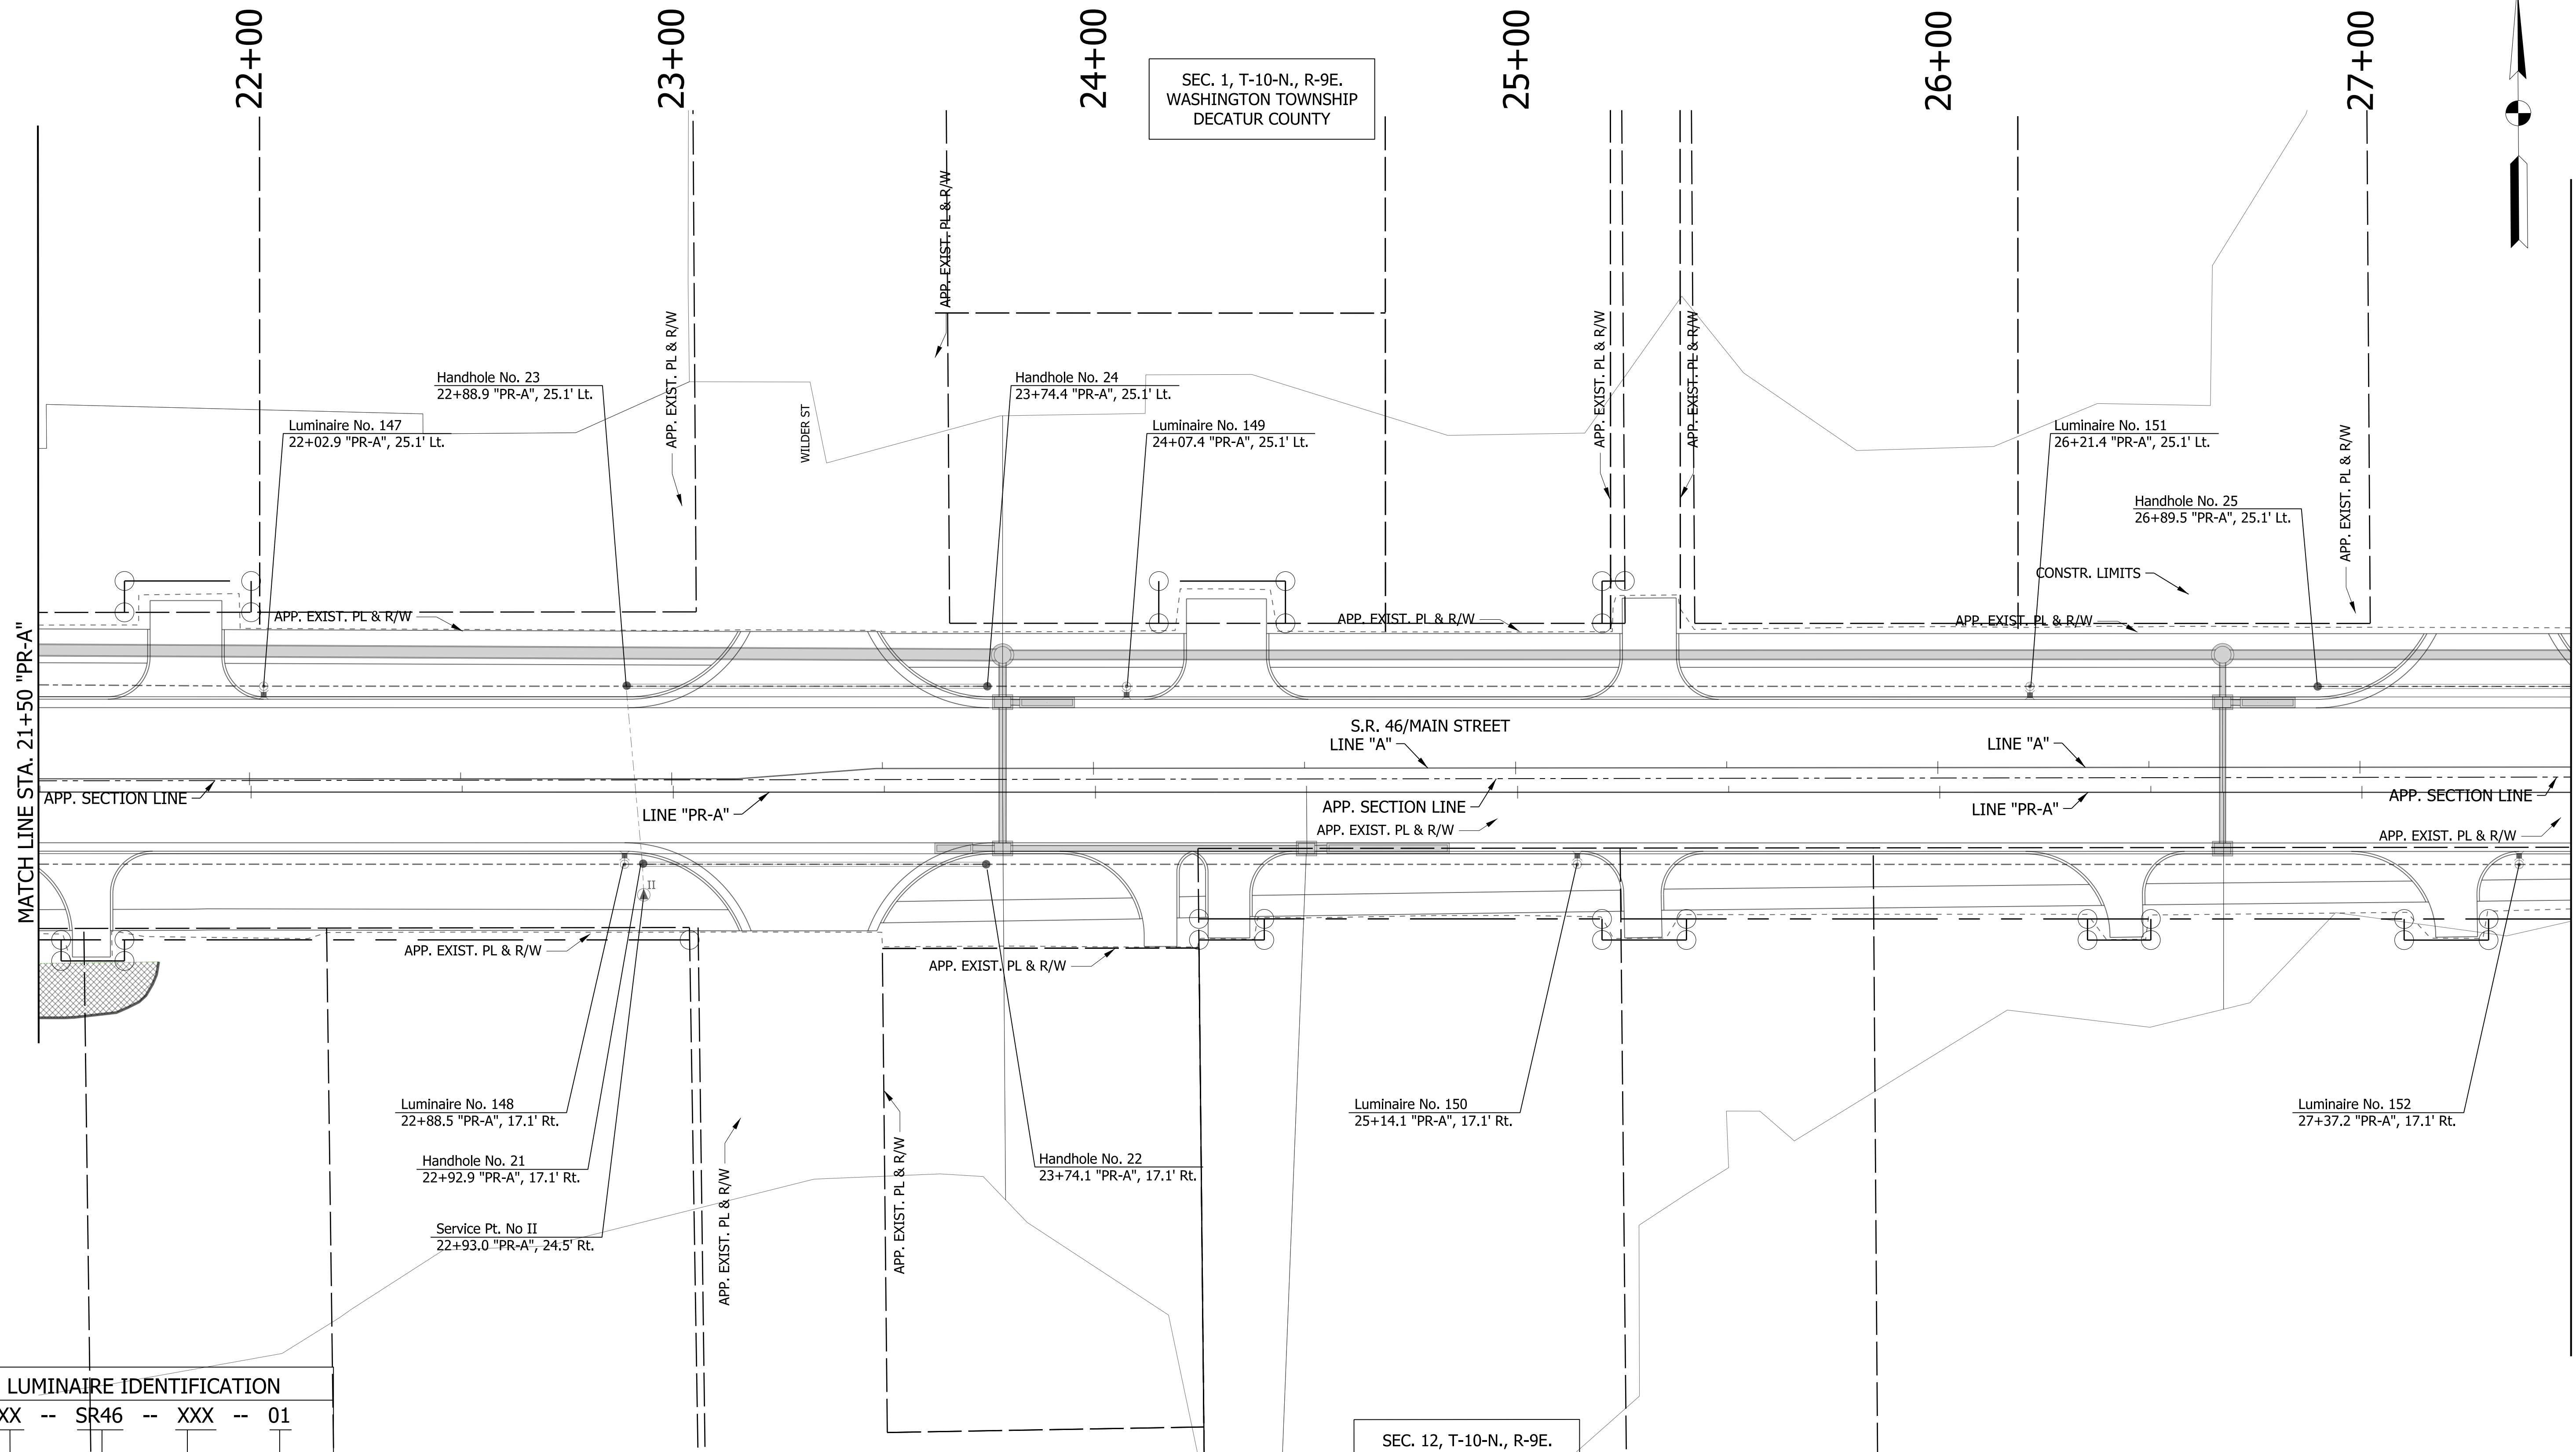 22+00
23+00
24+00
25+00
26+00
27+00
SEC. 1, T-10-N., R-9E.
WASHINGTON TOWNSHIP
DECATUR COUNTY
APP. EXIST. PL & R/W
APP. EXIST. PL & R/W
APP. EXIST. PL & R/W
APP. EXIST. PL & R/W
APP. EXIST. PL & R/W
WILDER ST
Handhole No. 23
22+88.9 "PR-A", 25.1' Lt.
Handhole No. 24
23+74.4 "PR-A", 25.1' Lt.
Luminaire No. 147
22+02.9 "PR-A", 25.1' Lt.
Luminaire No. 149
24+07.4 "PR-A", 25.1' Lt.
Luminaire No. 151
26+21.4 "PR-A", 25.1' Lt.
Handhole No. 25
26+89.5 "PR-A", 25.1' Lt.
CONSTR. LIMITS
APP. EXIST. PL & R/W
APP. EXIST. PL & R/W
APP. EXIST. PL & R/W
MATCH LINE STA. 21+50 "PR-A"
S.R. 46/MAIN STREET
LINE "A"
LINE "A"
APP. SECTION LINE
LINE "PR-A"
APP. SECTION LINE
LINE "PR-A"
APP. SECTION LINE
APP. EXIST. PL & R/W
APP. EXIST. PL & R/W
II
APP. EXIST. PL & R/W
APP. EXIST. PL & R/W
Luminaire No. 148
22+88.5 "PR-A", 17.1' Rt.
Luminaire No. 150
25+14.1 "PR-A", 17.1' Rt.
Luminaire No. 152
27+37.2 "PR-A", 17.1' Rt.
Handhole No. 21
22+92.9 "PR-A", 17.1' Rt.
Handhole No. 22
23+74.1 "PR-A", 17.1' Rt.
Service Pt. No II
22+93.0 "PR-A", 24.5' Rt.
APP. EXIST. PL & R/W
APP. EXIST. PL & R/W
LUMINAIRE IDENTIFICATION
XX -- SR46 -- XXX -- 01
SEC. 12, T-10-N., R-9E.